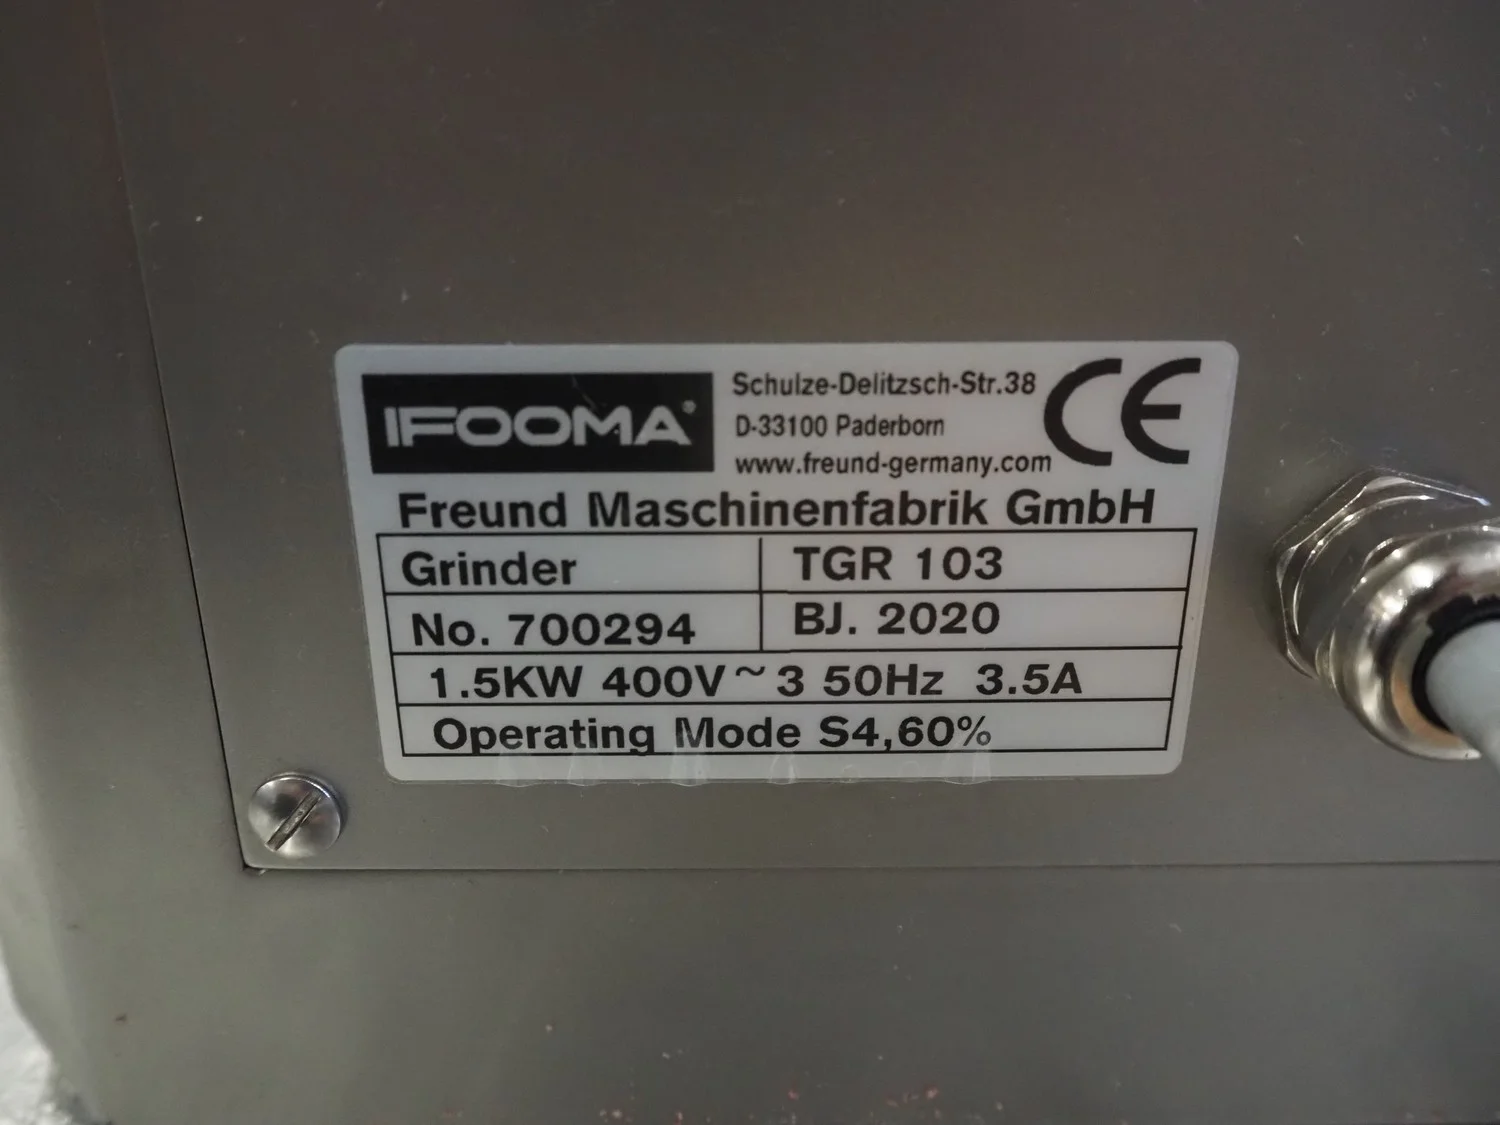 IFOOMA®
Schulze-Delitzsch-Str.38
D-33100 Paderborn
www.freund-germany.com
CE
Freund Maschinenfabrik GmbH
Grinder TGR 103
No. 700294 BJ. 2020
1.5KW 400V~3 50Hz 3.5A
Operating Mode S4,60%